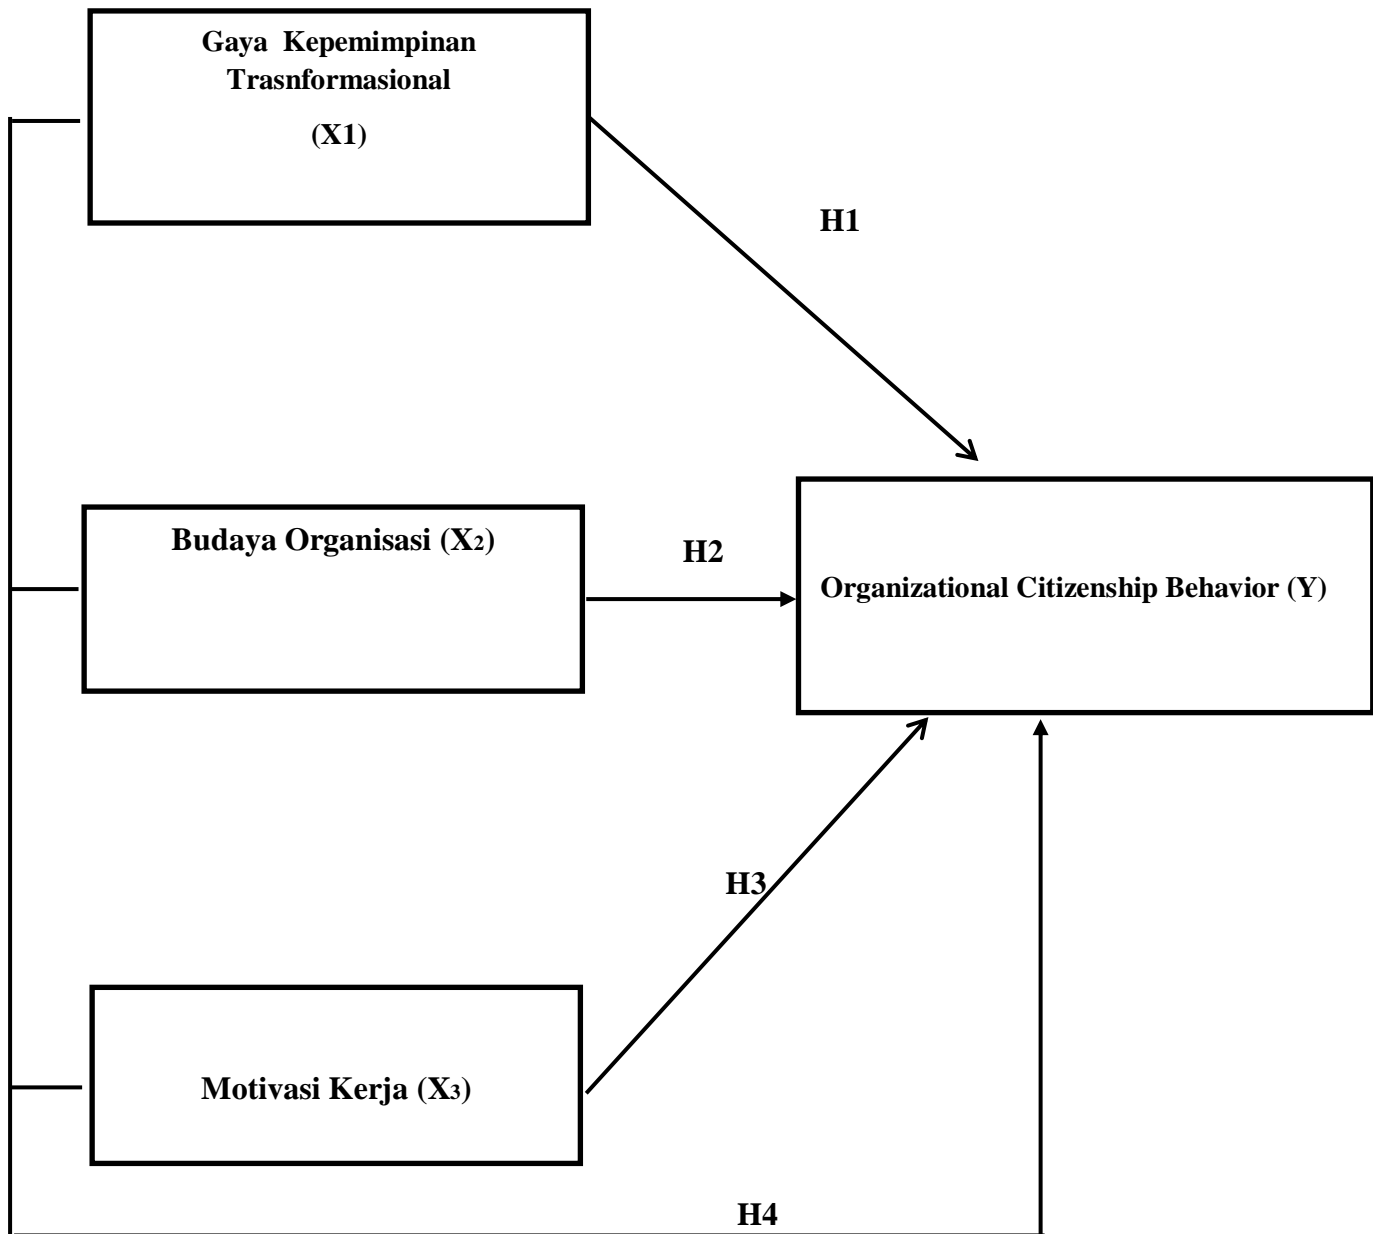 Gaya Kepemimpinan
Trasnformasional
(X1)
H1
Budaya Organisasi (X2)
H2
Organizational Citizenship Behavior (Y)
H3
Motivasi Kerja (X3)
H4